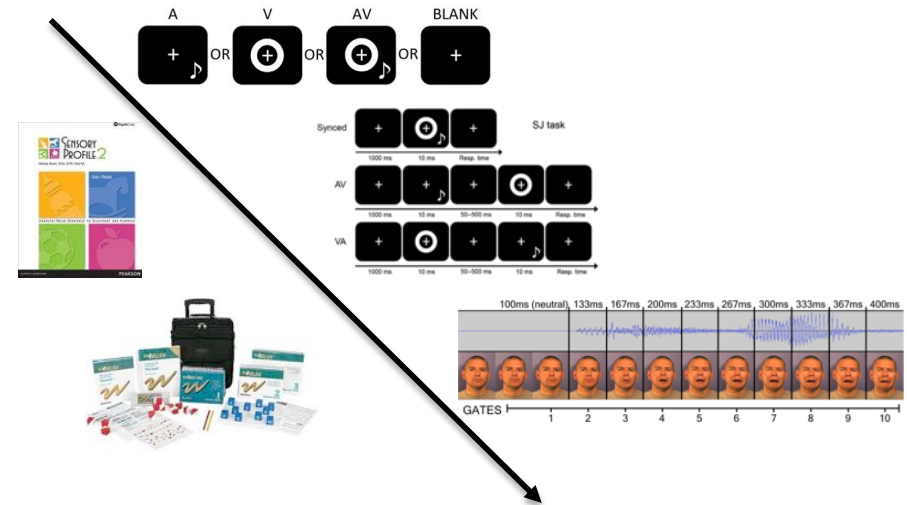 A V AV BLANK
OR OR OR
Synced
SJ task
1000 ms 10 ms Resp. time
AV
1000 ms 10 ms 50–500 ms 10 ms Resp. time
VA
1000 ms 10 ms 50–500 ms 10 ms Resp. time
SENSORY
PROFILE 2
PEARSON
100ms (neutral) 133ms 167ms 200ms 233ms 267ms 300ms 333ms 367ms 400ms
GATES
1 2 3 4 5 6 7 8 9 10